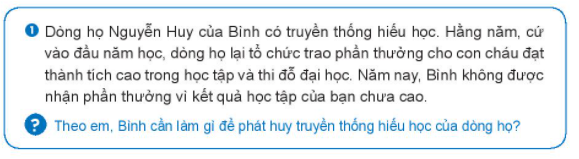 1 Dòng họ Nguyễn Huy của Bình có truyền thống hiếu học. Hằng năm, cứ
vào đầu năm học, dòng họ lại tổ chức trao phần thưởng cho con cháu đạt
thành tích cao trong học tập và thi đỗ đại học. Năm nay, Bình không được
nhận phần thưởng vì kết quả học tập của bạn chưa cao.
? Theo em, Bình cần làm gì để phát huy truyền thống hiếu học của dòng họ?